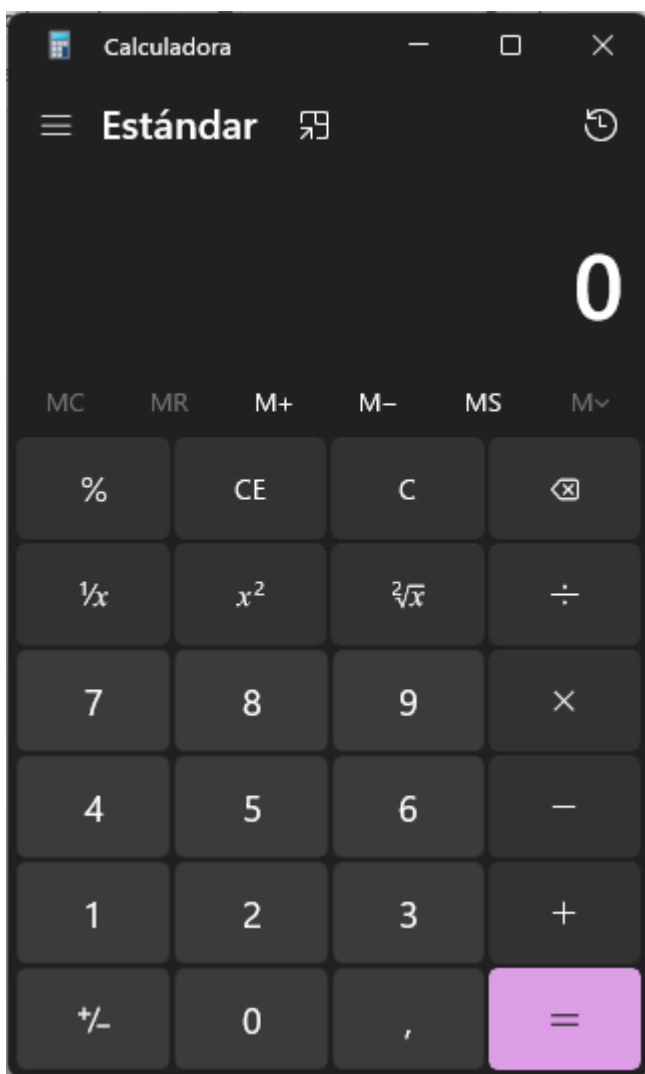 Calculadora
Estándar
0
MC MR M+ M− MS M
% CE C
¹/x x² ²√x ÷
7 8 9 ×
4 5 6 −
1 2 3 +
+/− 0 , =